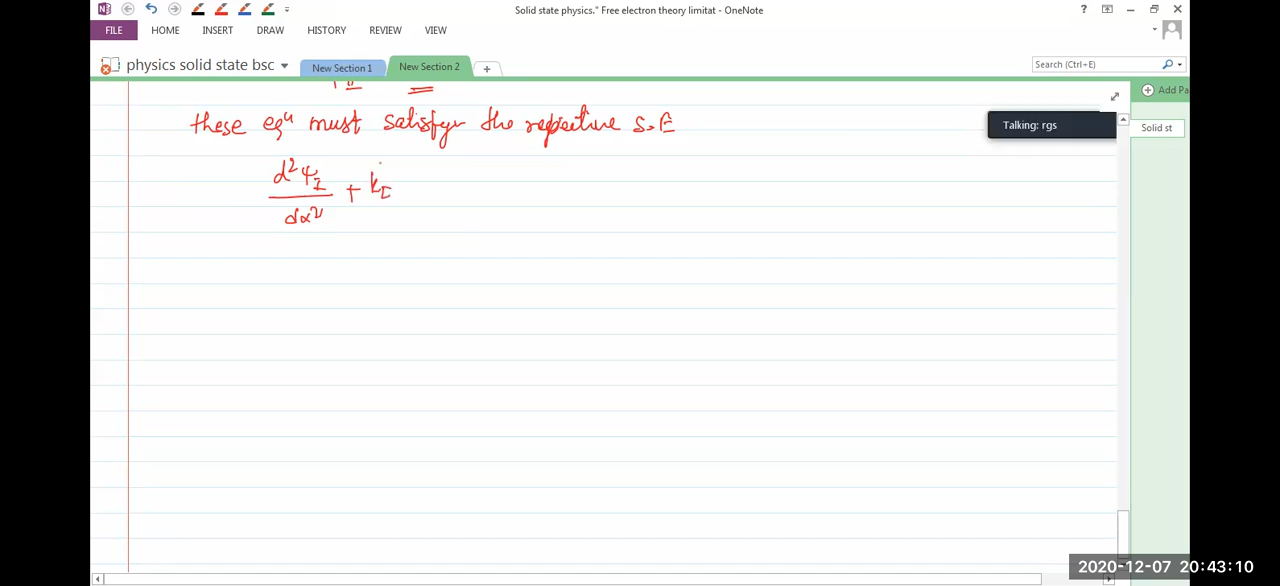 Solid state physics." Free electron theory limitat - OneNote
FILE HOME INSERT DRAW HISTORY REVIEW VIEW
physics solid state bsc New Section 1 New Section 2 +
Search (Ctrl+E)
Add Pa
Solid st
Talking: rgs
these eqn must satisfy the respective S.E
d²ψ_I / dx² + k_I
2020-12-07 20:43:10